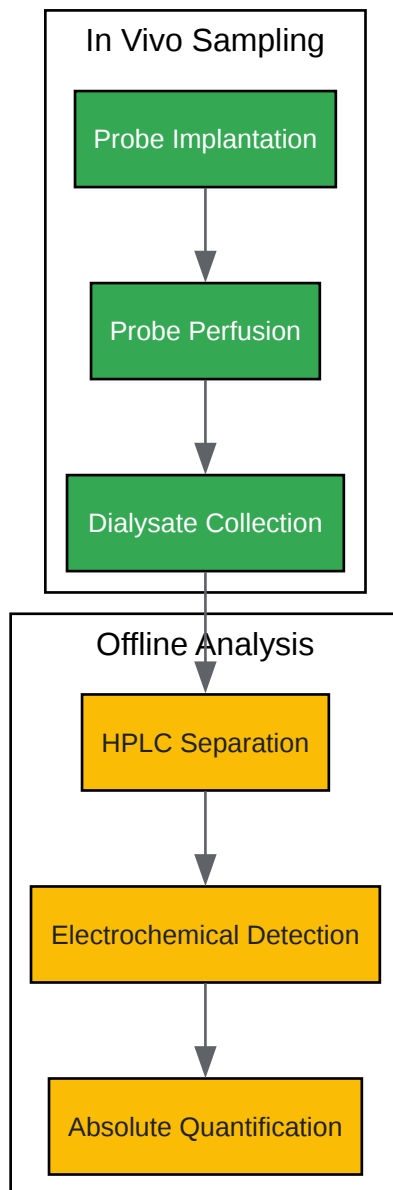 In Vivo Sampling
Probe Implantation
Probe Perfusion
Dialysate Collection
Offline Analysis
HPLC Separation
Electrochemical Detection
Absolute Quantification